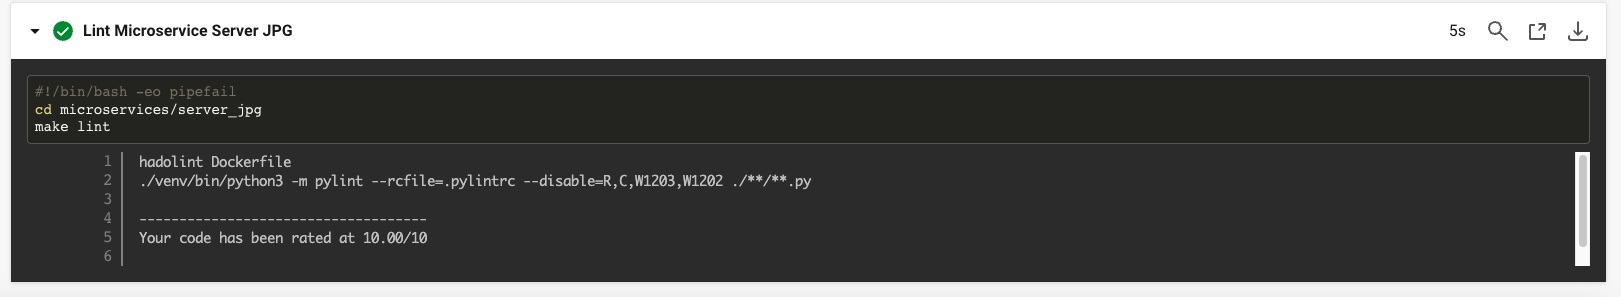 Lint Microservice Server JPG
5s
#!/bin/bash -eo pipefail
cd microservices/server_jpg
make lint
1 hadolint Dockerfile
2 ./venv/bin/python3 -m pylint --rcfile=.pylintrc --disable=R,C,W1203,W1202 ./**/**.py
3
4 ------------------------------------
5 Your code has been rated at 10.00/10
6